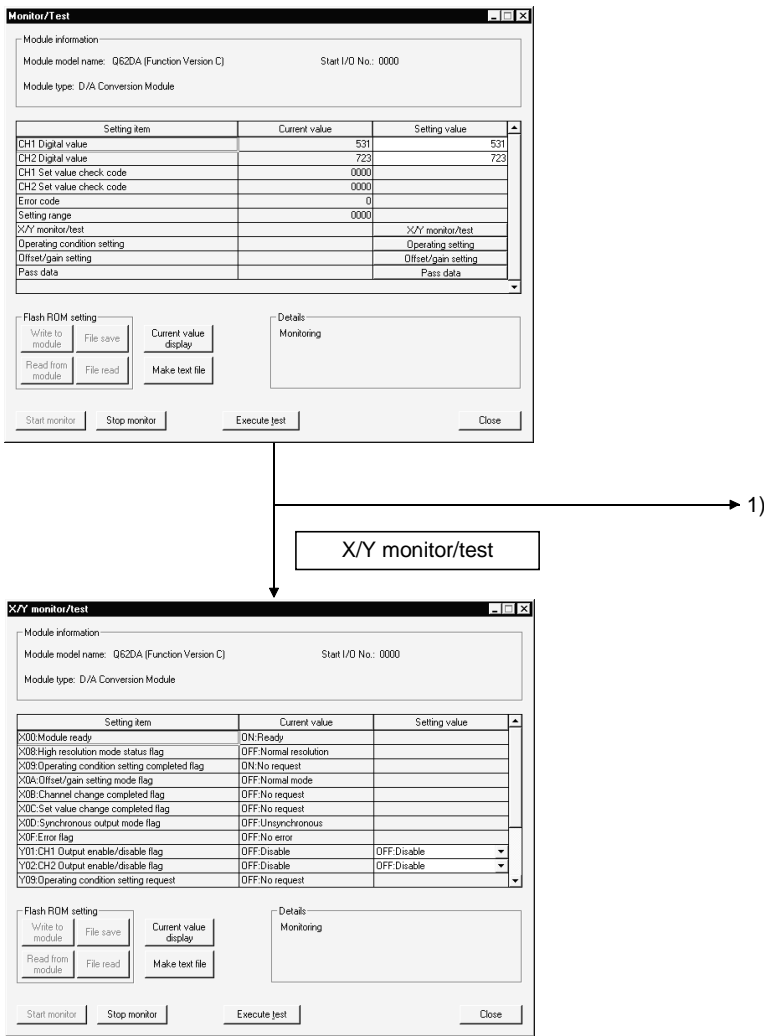 Monitor/Test
Module information
Module model name: Q62DA (Function Version C) Start I/O No.: 0000
Module type: D/A Conversion Module
Setting item Current value Setting value
CH1 Digital value 531 531
CH2 Digital value 723 723
CH1 Set value check code 0000
CH2 Set value check code 0000
Error code 0
Setting range 0000
X/Y monitor/test X/Y monitor/test
Operating condition setting Operating setting
Offset/gain setting Offset/gain setting
Pass data Pass data
Flash ROM setting Details
Write to module File save Current value display Monitoring
Read from module File read Make text file
Start monitor Stop monitor Execute test Close
1)
X/Y monitor/test
X/Y monitor/test
Module information
Module model name: Q62DA (Function Version C) Start I/O No.: 0000
Module type: D/A Conversion Module
Setting item Current value Setting value
X00:Module ready ON:Ready
X08:High resolution mode status flag OFF:Normal resolution
X09:Operating condition setting completed flag ON:No request
X0A:Offset/gain setting mode flag OFF:Normal mode
X0B:Channel change completed flag OFF:No request
X0C:Set value change completed flag OFF:No request
X0D:Synchronous output mode flag OFF:Unsynchronous
X0F:Error flag OFF:No error
Y01:CH1 Output enable/disable flag OFF:Disable OFF:Disable
Y02:CH2 Output enable/disable flag OFF:Disable OFF:Disable
Y09:Operating condition setting request OFF:No request
Flash ROM setting Details
Write to module File save Current value display Monitoring
Read from module File read Make text file
Start monitor Stop monitor Execute test Close